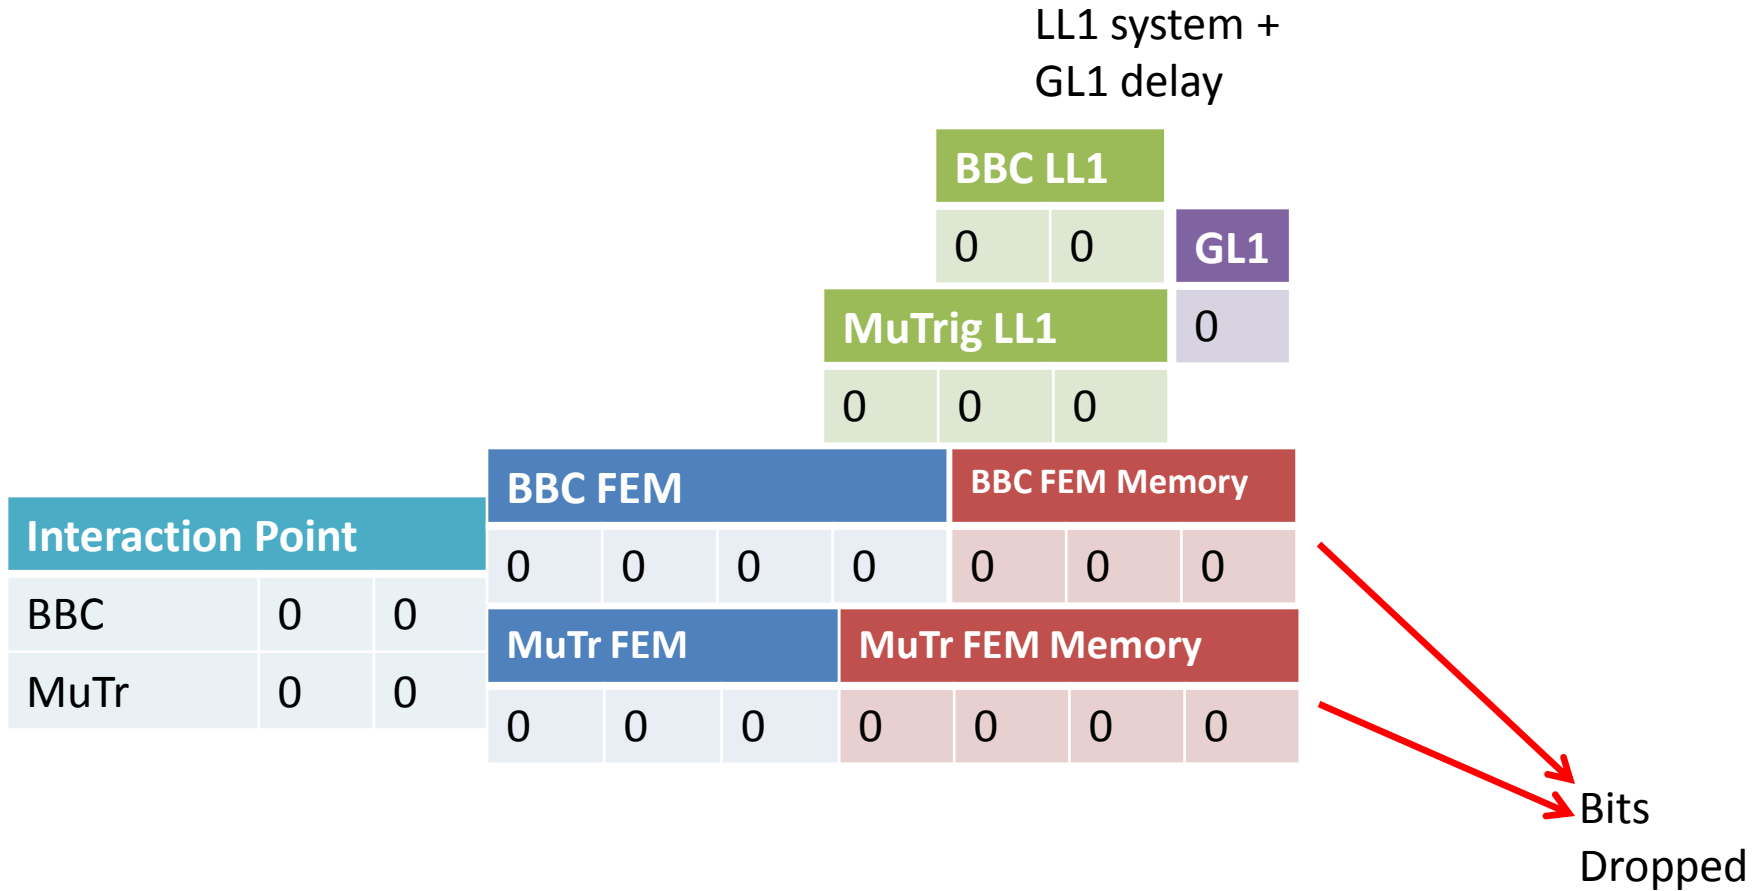 LL1 system +
GL1 delay
BBC LL1
0 0
GL1
0
MuTrig LL1
0 0 0
BBC FEM
BBC FEM Memory
0 0 0 0 0 0 0
Interaction Point
BBC 0 0
MuTr 0 0
MuTr FEM
MuTr FEM Memory
0 0 0 0 0 0 0
Bits
Dropped